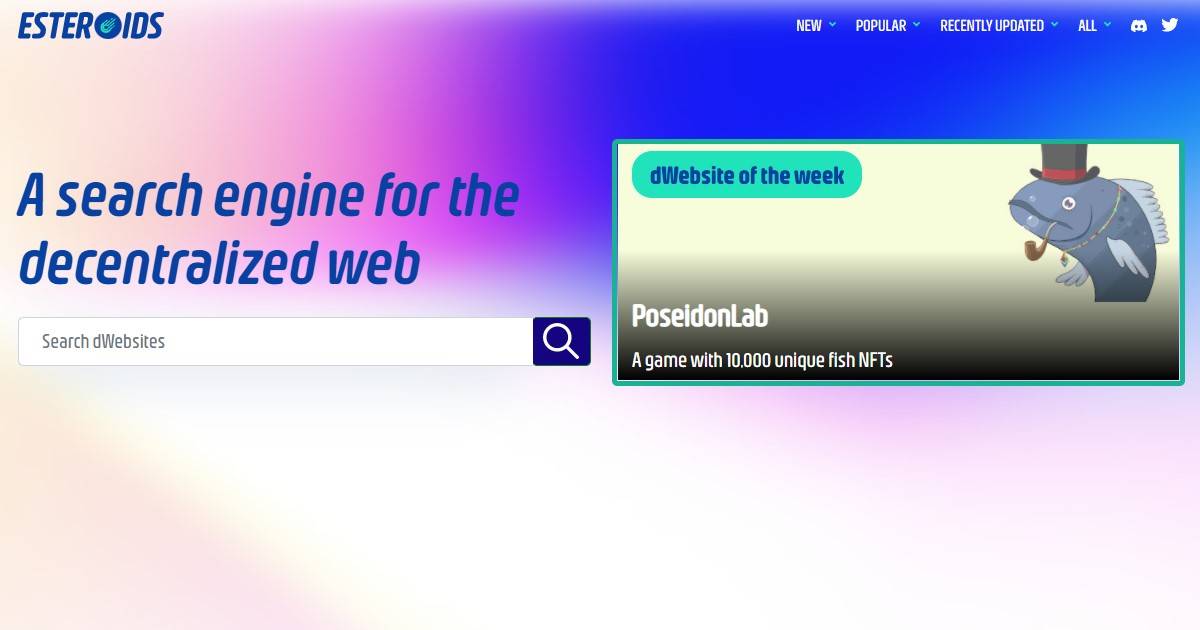 ESTEROIDS
NEW
POPULAR
RECENTLY UPDATED
ALL
A search engine for the
decentralized web
Search dWebsites
dWebsite of the week
PoseidonLab
A game with 10,000 unique fish NFTs